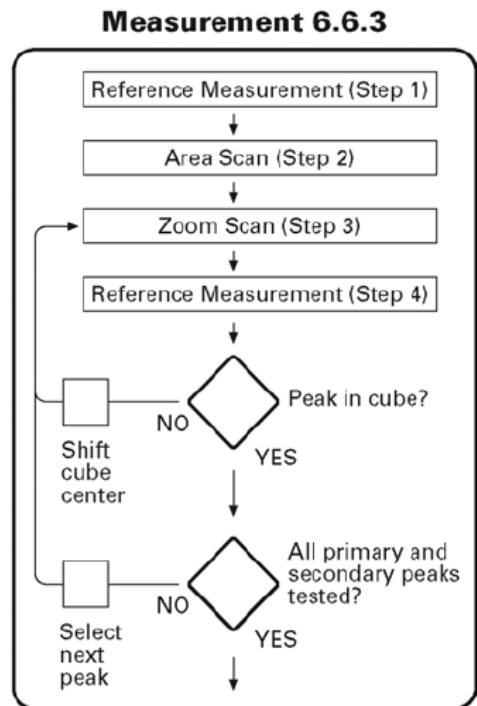 Measurement 6.6.3
Reference Measurement (Step 1)
Area Scan (Step 2)
Zoom Scan (Step 3)
Reference Measurement (Step 4)
Peak in cube?
NO
YES
Shift
cube
center
All primary and
secondary peaks
tested?
NO
YES
Select
next
peak